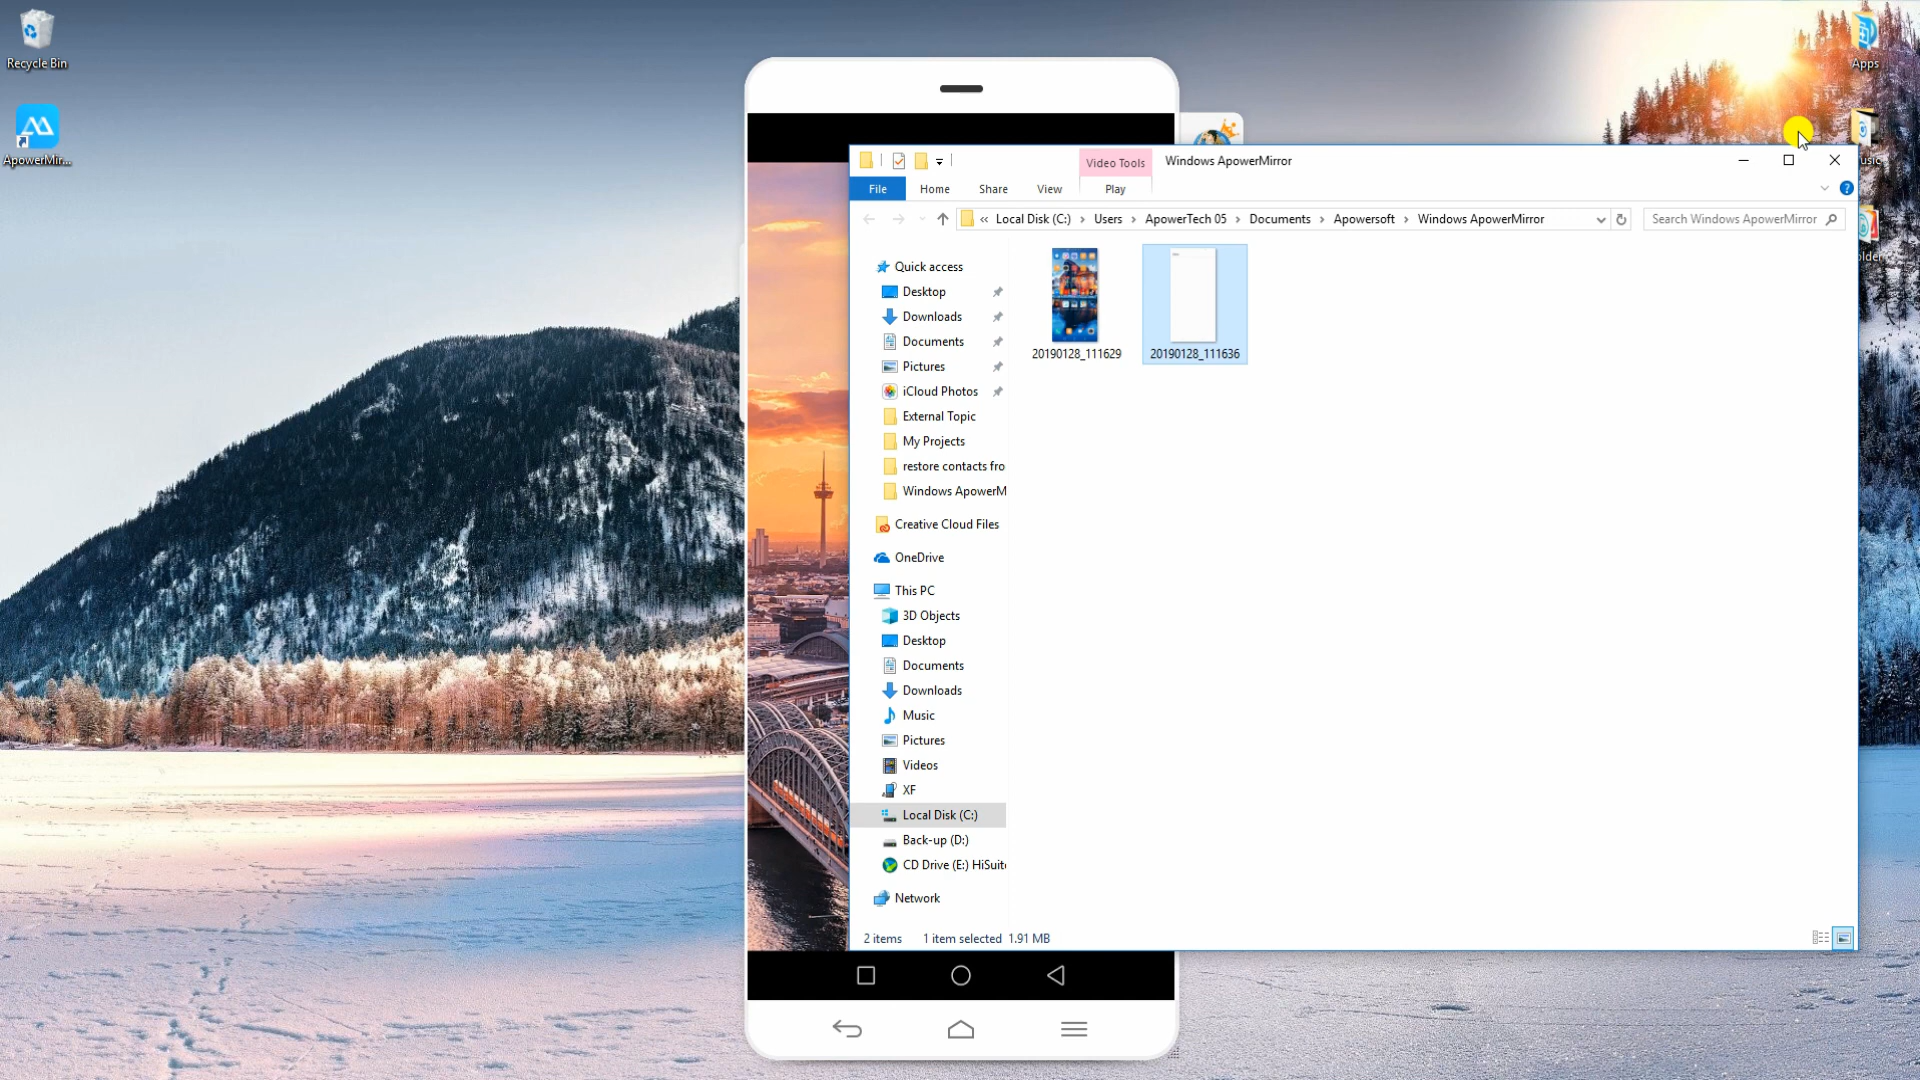 Recycle Bin
ApowerMir...
Apps
Video Tools
Windows ApowerMirror
File
Home
Share
View
Play
« Local Disk (C:) › Users › ApowerTech 05 › Documents › Apowersoft › Windows ApowerMirror
Search Windows ApowerMirror
Quick access
Desktop
Downloads
Documents
Pictures
iCloud Photos
External Topic
My Projects
restore contacts fro
Windows ApowerM
Creative Cloud Files
OneDrive
This PC
3D Objects
Desktop
Documents
Downloads
Music
Pictures
Videos
XF
Local Disk (C:)
Back-up (D:)
CD Drive (E:) HiSuit
Network
20190128_111629
20190128_111636
2 items
1 item selected 1.91 MB